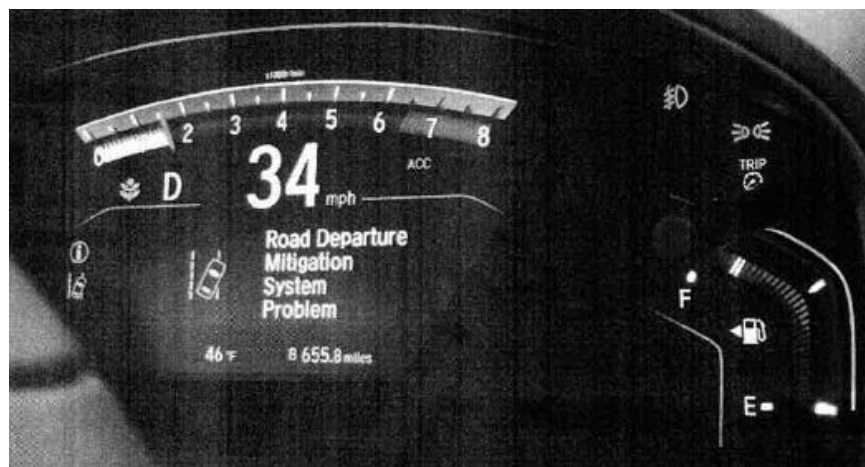 x1000r/min
2 3 4 5 6 7 8
D 34 mph ACC
TRIP
Road Departure
Mitigation
System
Problem
F
46°F B 655.8 miles
E